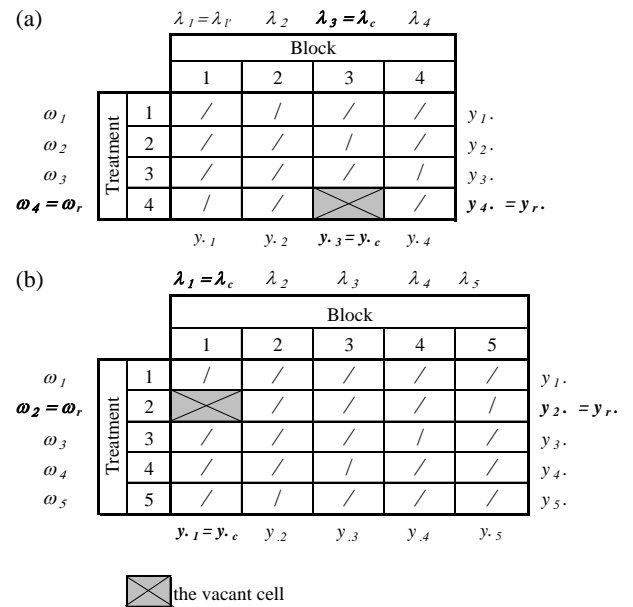 (a)
λ1 = λl' λ2 λ3 = λc λ4
Block
1 2 3 4
Treatment
ω1 1 / / / / y1.
ω2 2 / / / / y2.
ω3 3 / / / / y3.
ω4 = ωr 4 / / / y4. = yr.
y.1 y.2 y.3 = y.c y.4
(b)
λ1 = λc λ2 λ3 λ4 λ5
Block
1 2 3 4 5
Treatment
ω1 1 / / / / / y1.
ω2 = ωr 2 / / / / y2. = yr.
ω3 3 / / / / / y3.
ω4 4 / / / / / y4.
ω5 5 / / / / / y5.
y.1 = y.c y.2 y.3 y.4 y.5
the vacant cell